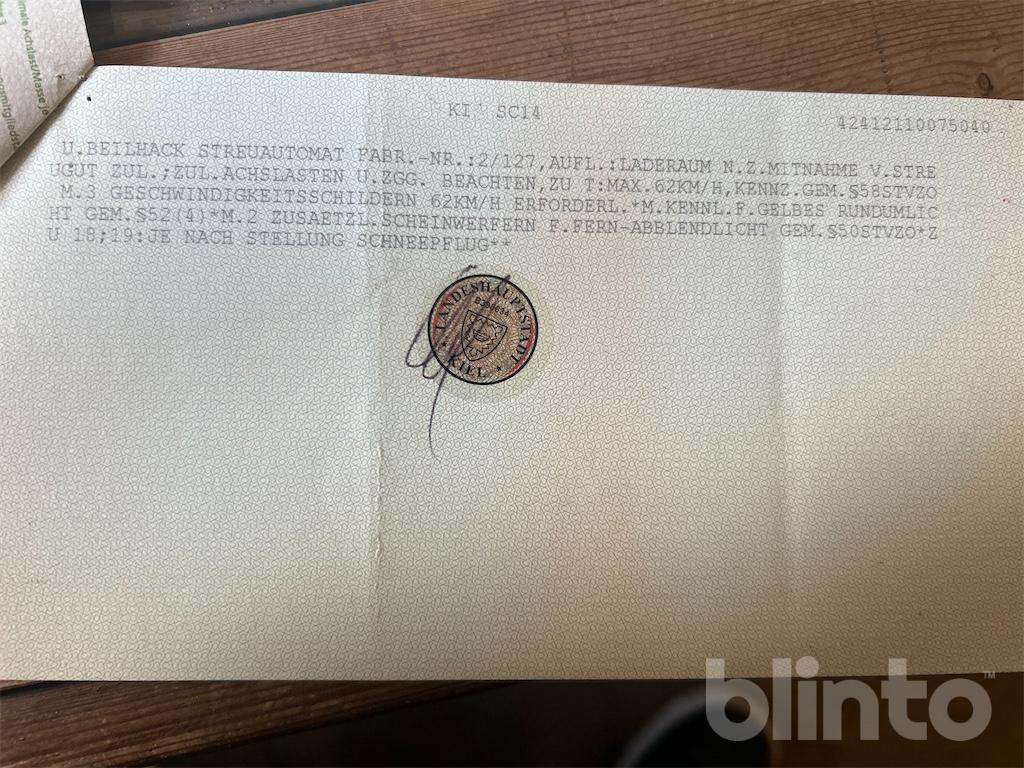 KI SC14
42412110075040
U.BEILHACK STREUAUTOMAT FABR.-NR.:2/127,AUFL.:LADERAUM N.Z.MITNAHME V.STRE
UGUT ZUL.;ZUL.ACHSLASTEN U.ZGG. BEACHTEN,ZU T:MAX.62KM/H,KENNZ.GEM.§58STVZO
M.3 GESCHWINDIGKEITSSCHILDERN 62KM/H ERFORDERL.*M.KENNL.F.GELBES RUNDUMLIC
HT GEM.§52(4)*M.2 ZUSAETZL.SCHEINWERFERN F.FERN-ABBLENDLICHT GEM.§50STVZO*Z
U 18;19:JE NACH STELLUNG SCHNEEPFLUG**
LANDESHAUPTSTADT
KIEL
blinto™